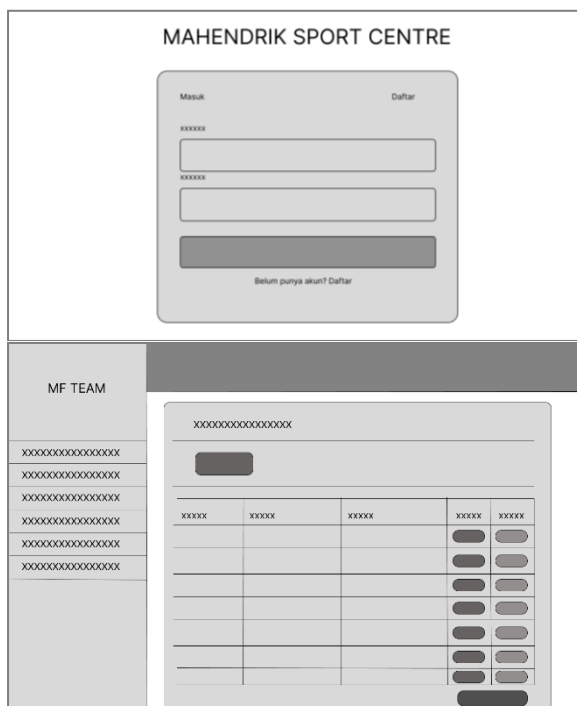 MAHENDRIK SPORT CENTRE
Masuk Daftar
xxxxxx
xxxxxx
Belum punya akun? Daftar
MF TEAM
xxxxxxxxxxxxxxxx
xxxxxxxxxxxxxxxx
xxxxxxxxxxxxxxxx
xxxxxxxxxxxxxxxx
xxxxxxxxxxxxxxxx
xxxxxxxxxxxxxxxx
xxxxxxxxxxxxxxxx
xxxxx xxxxx xxxxx xxxxx xxxxx